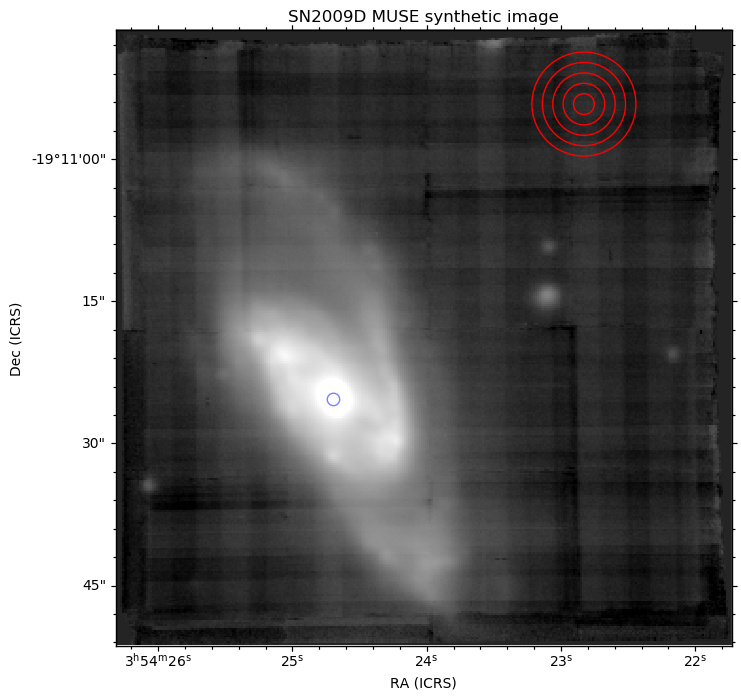 SN2009D MUSE synthetic image
-19°11'00"
15"
30"
45"
Dec (ICRS)
3ʰ54ᵐ26ˢ 25ˢ 24ˢ 23ˢ 22ˢ
RA (ICRS)